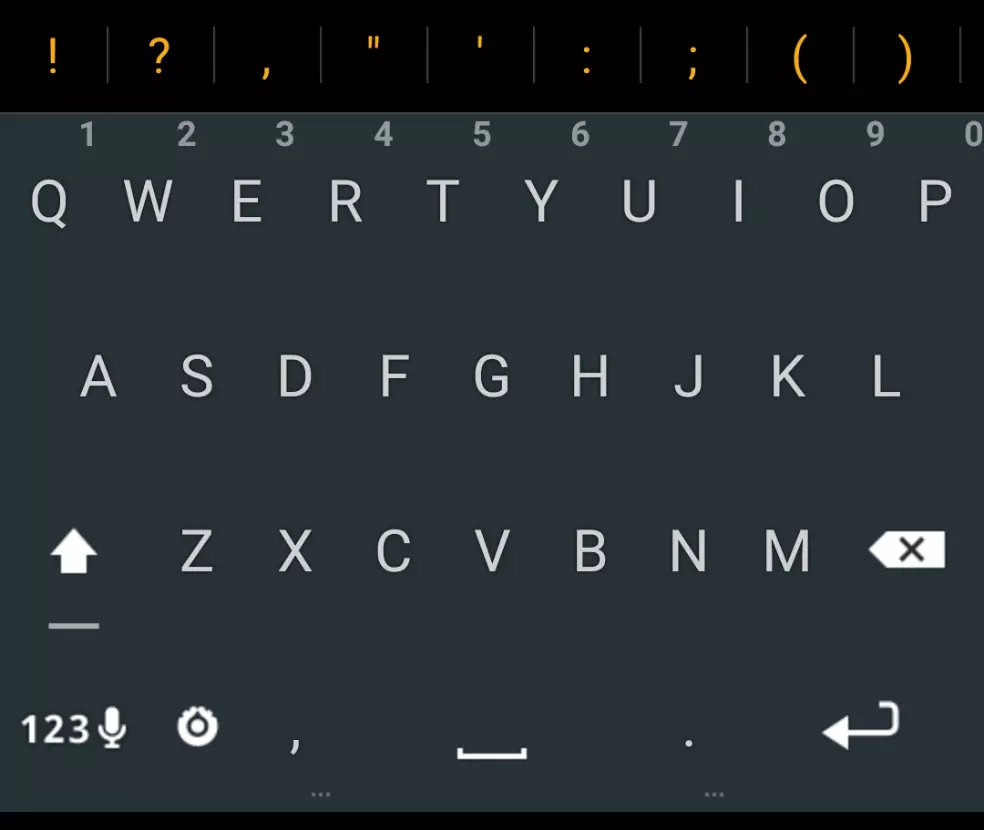 ! ? , " ' : ; ( )
1 2 3 4 5 6 7 8 9 0
Q W E R T Y U I O P
A S D F G H J K L
Z X C V B N M
123 , .
... ...